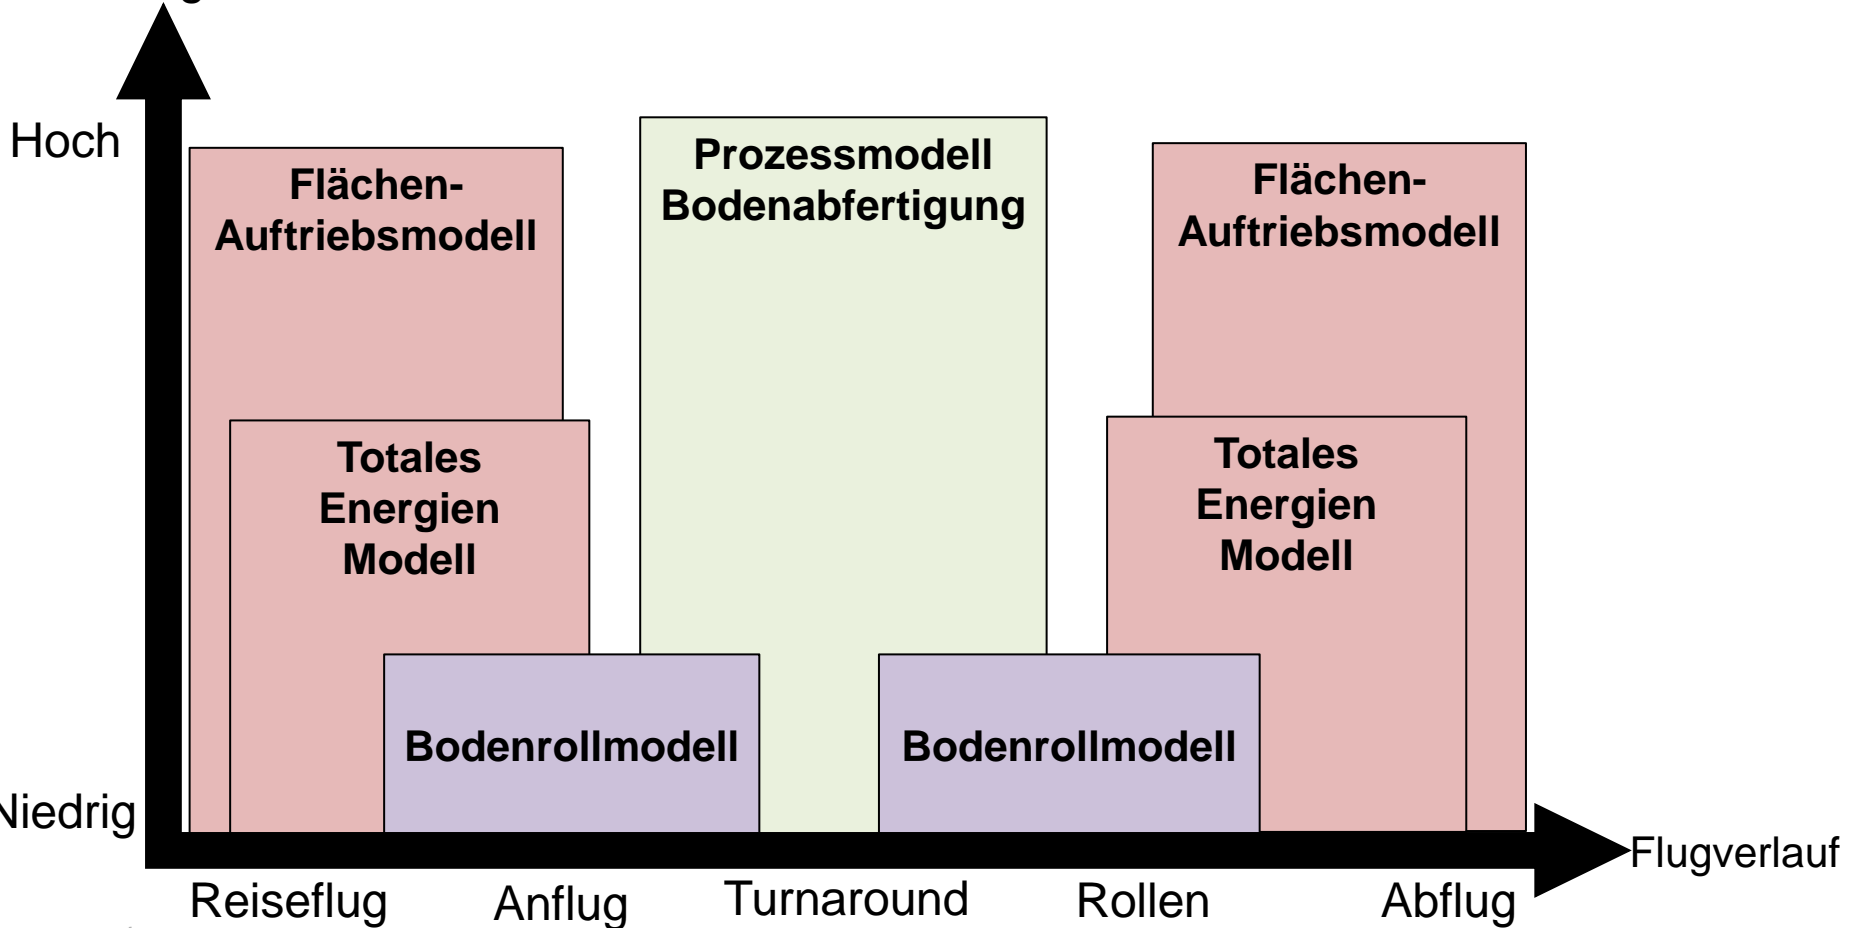 Hoch
Flächen-
Auftriebsmodell
Prozessmodell
Bodenabfertigung
Flächen-
Auftriebsmodell
Totales
Energien
Modell
Totales
Energien
Modell
Bodenrollmodell
Bodenrollmodell
Niedrig
Flugverlauf
Reiseflug
Anflug
Turnaround
Rollen
Abflug